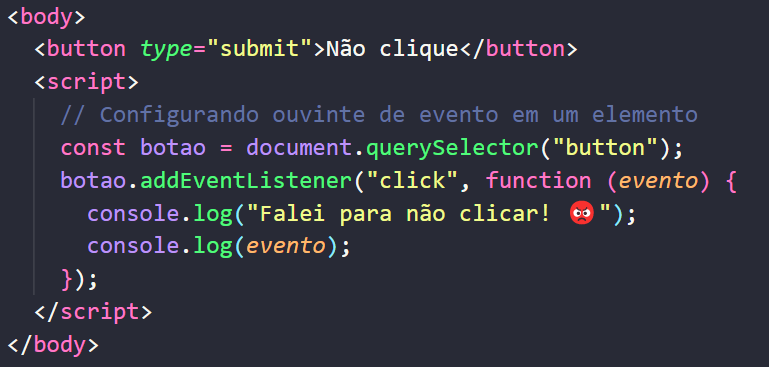 <body>
<button type="submit">Não clique</button>
<script>
// Configurando ouvinte de evento em um elemento
const botao = document.querySelector("button");
botao.addEventListener("click", function (evento) {
console.log("Falei para não clicar! 😡");
console.log(evento);
});
</script>
</body>